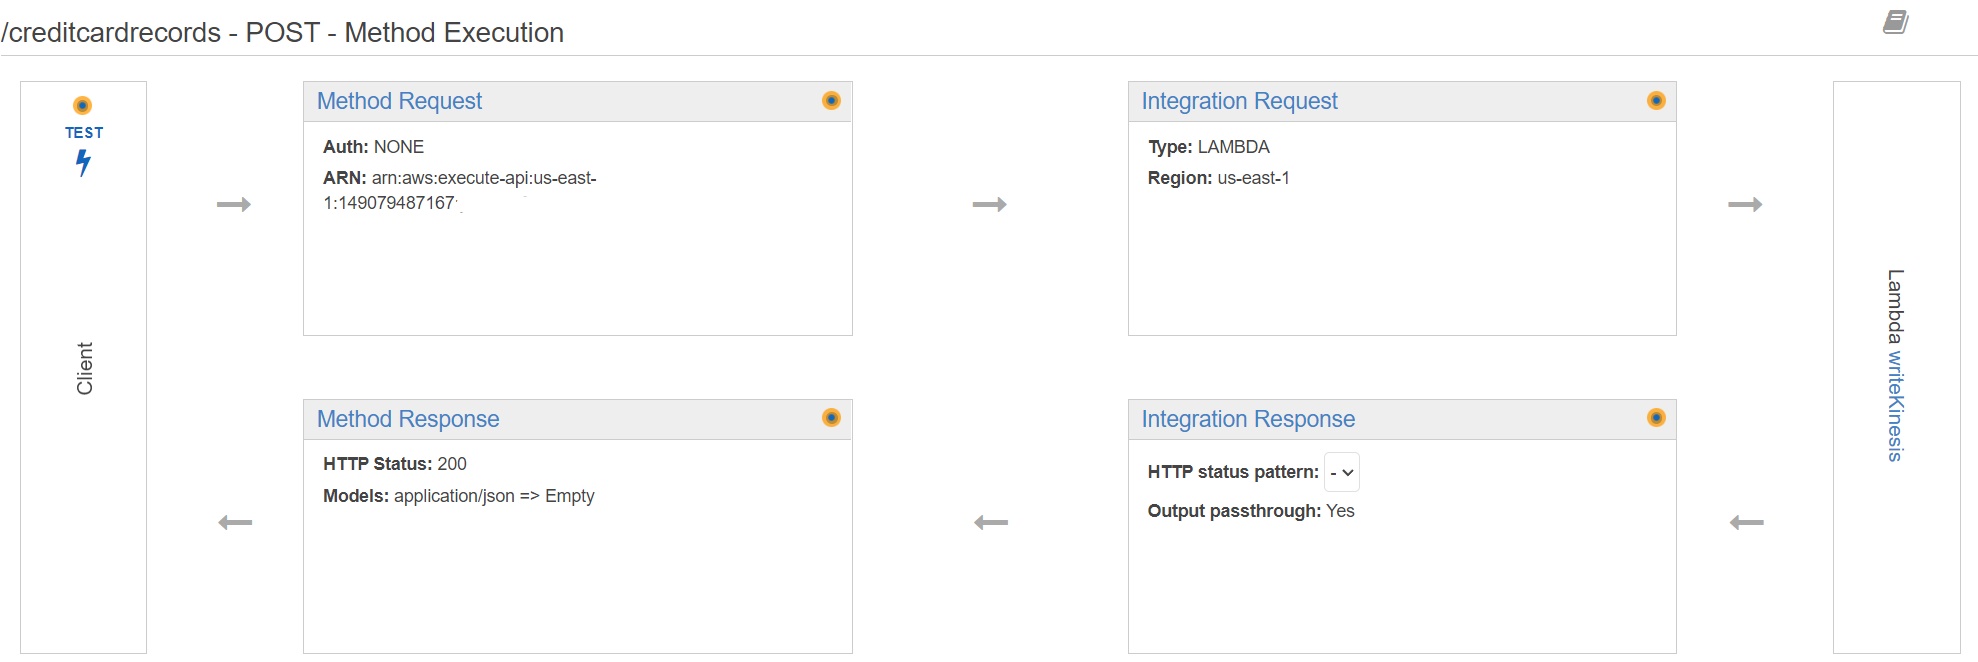 /creditcardrecords - POST - Method Execution
TEST
Client
Method Request
Auth: NONE
ARN: arn:aws:execute-api:us-east-
1:149079487167:
Integration Request
Type: LAMBDA
Region: us-east-1
Lambda writeKinesis
Method Response
HTTP Status: 200
Models: application/json => Empty
Integration Response
HTTP status pattern: -
Output passthrough: Yes